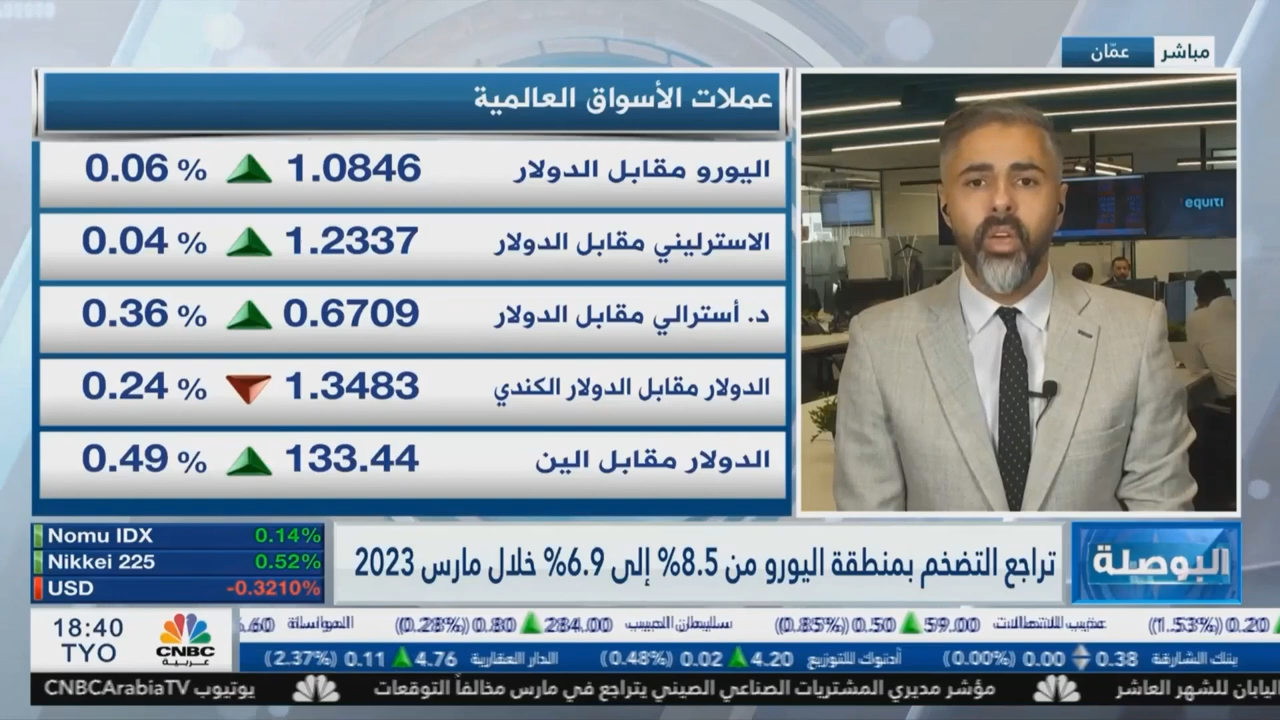 مباشر عمّان
عملات الأسواق العالمية
اليورو مقابل الدولار 1.0846 0.06 %
الاسترليني مقابل الدولار 1.2337 0.04 %
د. أسترالي مقابل الدولار 0.6709 0.36 %
الدولار مقابل الدولار الكندي 1.3483 0.24 %
الدولار مقابل الين 133.44 0.49 %
equiti
البوصلة
تراجع التضخم بمنطقة اليورو من 8.5% إلى 6.9% خلال مارس 2023
Nomu IDX 0.14%
Nikkei 225 0.52%
USD -0.3210%
18:40
TYO
CNBC
عربية
0.20 (1.53%) 59.00 0.50 (0.85%) سليمان الحبيب 284.00 0.80 (0.28%) المواساة
بنك الشارقة 0.38 0.00 (0.00%) أدنوك للتوزيع 4.20 0.02 (0.48%) الدار العقارية 4.76 0.11 (2.37%)
اليابان للشهر العاشر مؤشر مديري المشتريات الصناعي الصيني يتراجع في مارس مخالفاً التوقعات يوتيوب CNBCArabiaTV